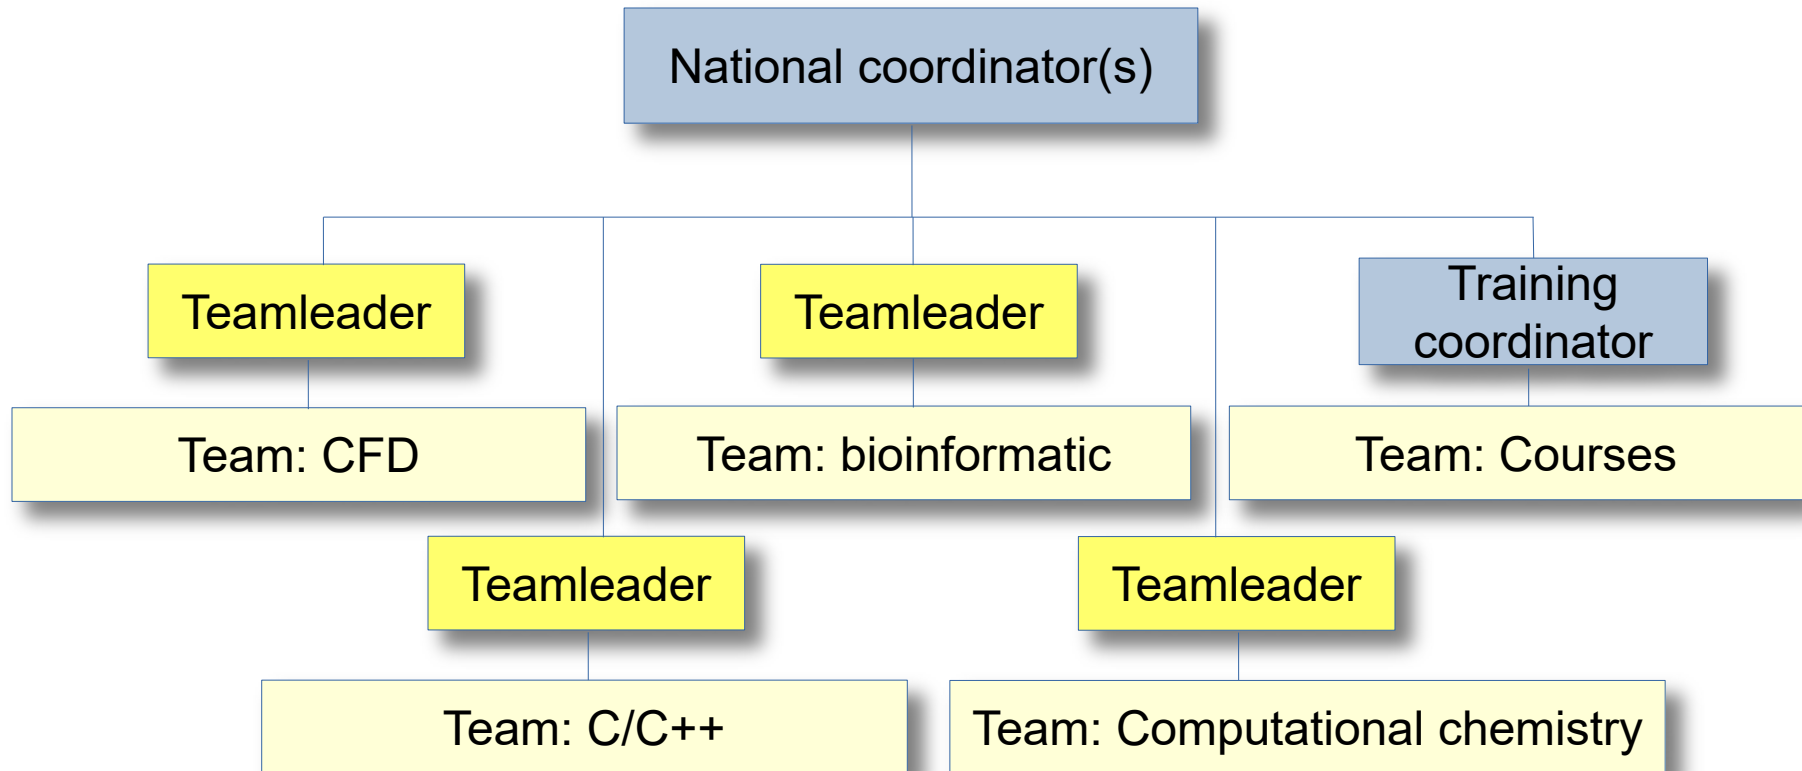 National coordinator(s)
Teamleader
Teamleader
Training
coordinator
Team: CFD
Team: bioinformatic
Team: Courses
Teamleader
Teamleader
Team: C/C++
Team: Computational chemistry